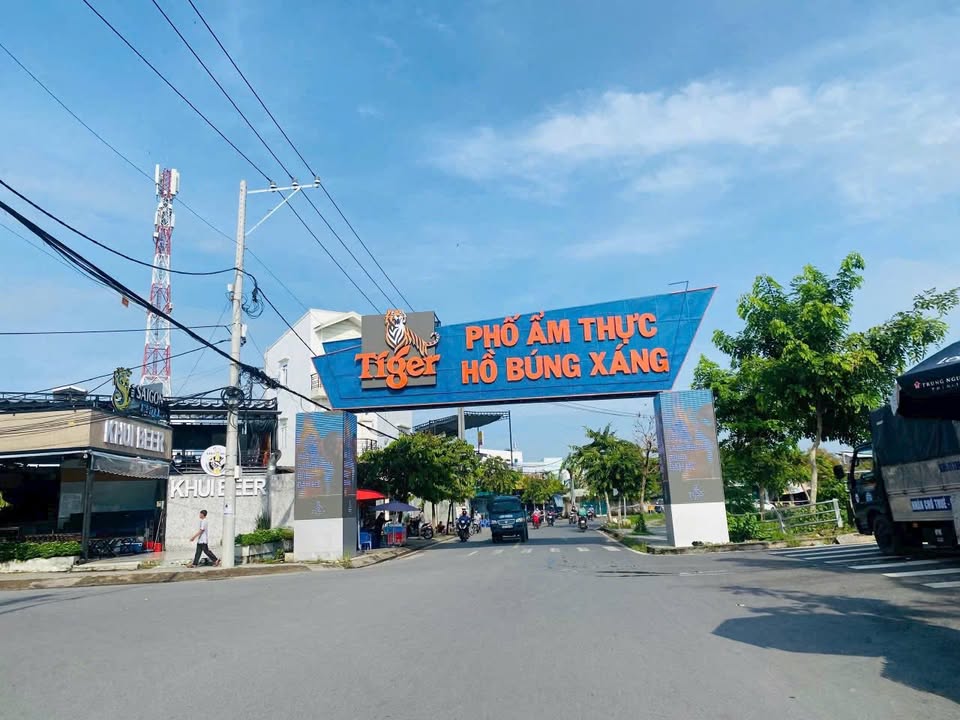 Tiger
PHỐ ẨM THỰC
HỒ BÚNG XÁNG
SAIGON
KHUI BEER
KHUI BEER